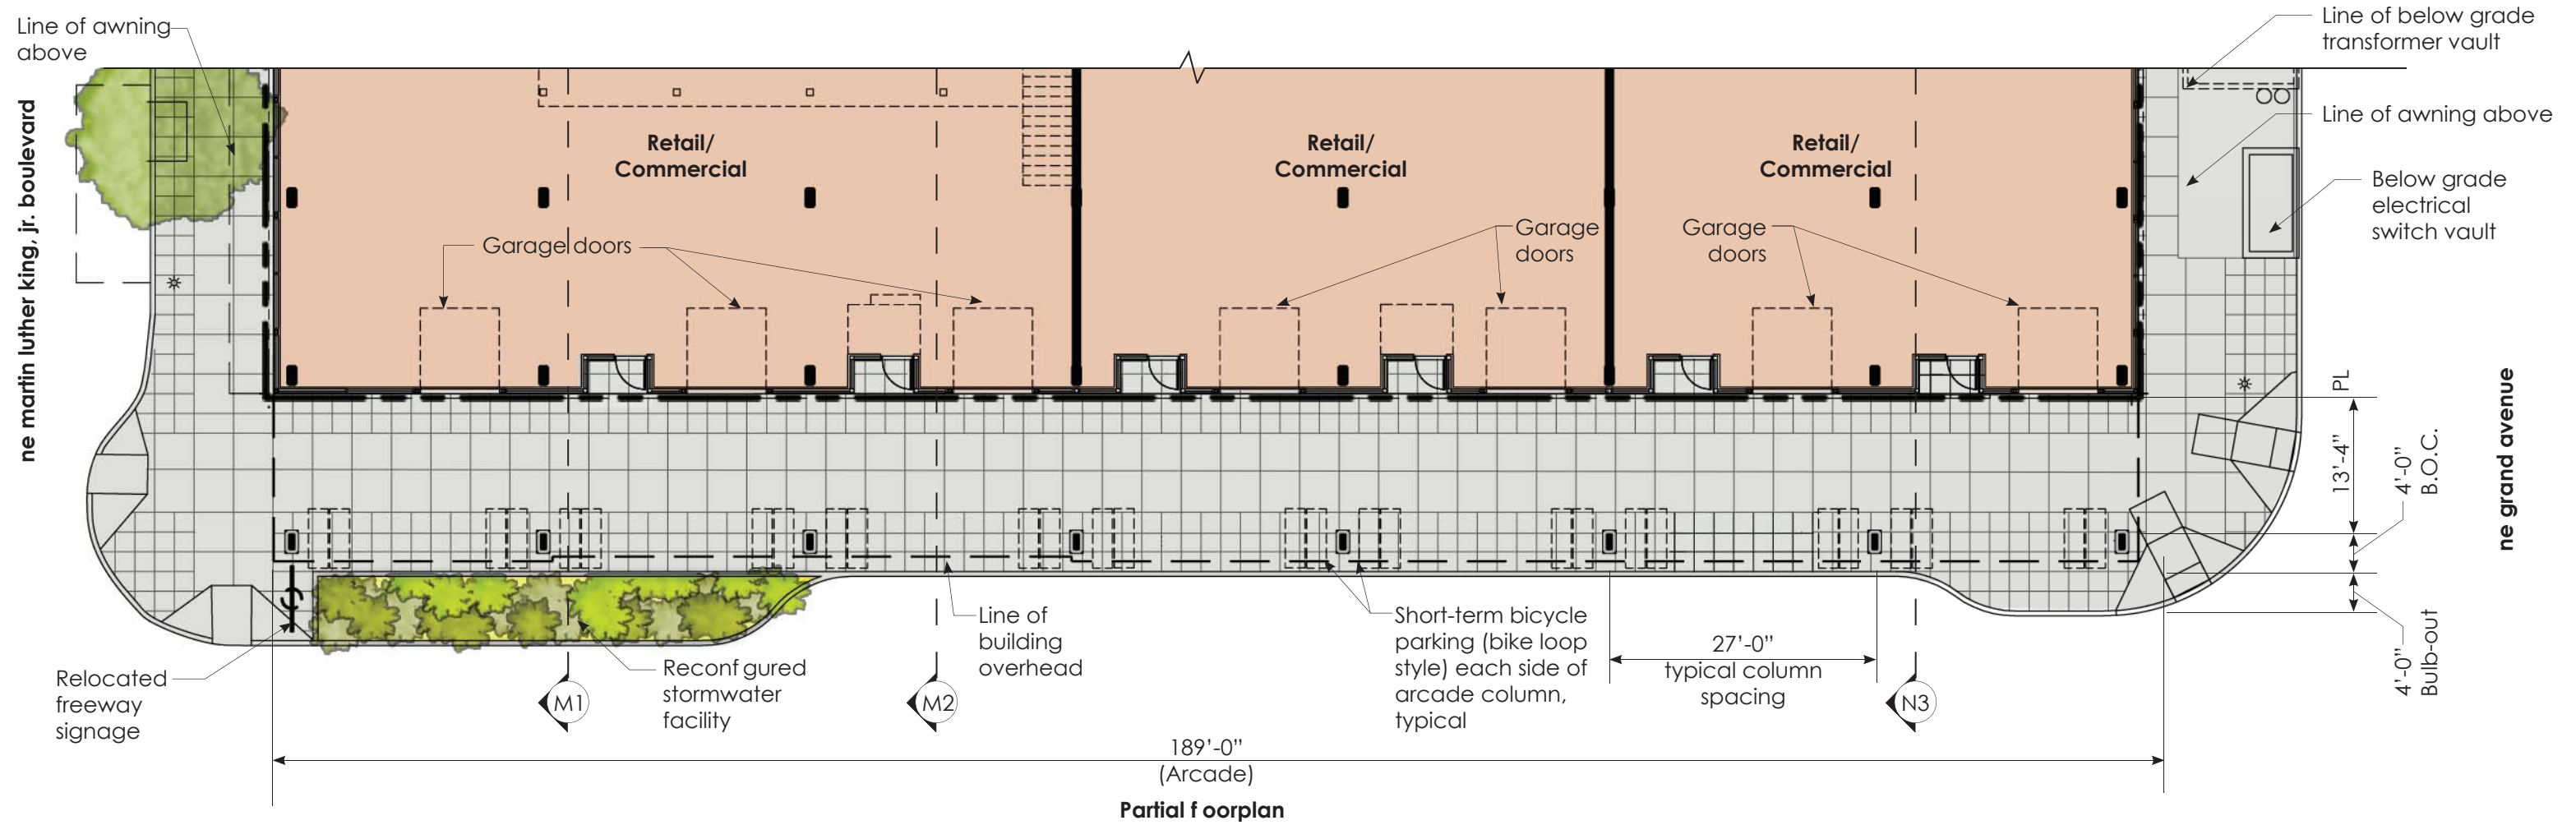 Line of awning
above
Line of below grade
transformer vault
Line of awning above
Below grade
electrical
switch vault
ne martin luther king, jr. boulevard
Retail/
Commercial
Retail/
Commercial
Retail/
Commercial
Garage doors
Garage
doors
Garage
doors
PL
13’-4”
4’-0”
B.O.C.
4’-0”
Bulb-out
ne grand avenue
Relocated
freeway
signage
Reconf gured
stormwater
facility
Line of
building
overhead
Short-term bicycle
parking (bike loop
style) each side of
arcade column,
typical
27’-0”
typical column
spacing
M1
M2
N3
189’-0”
(Arcade)
Partial f oorplan